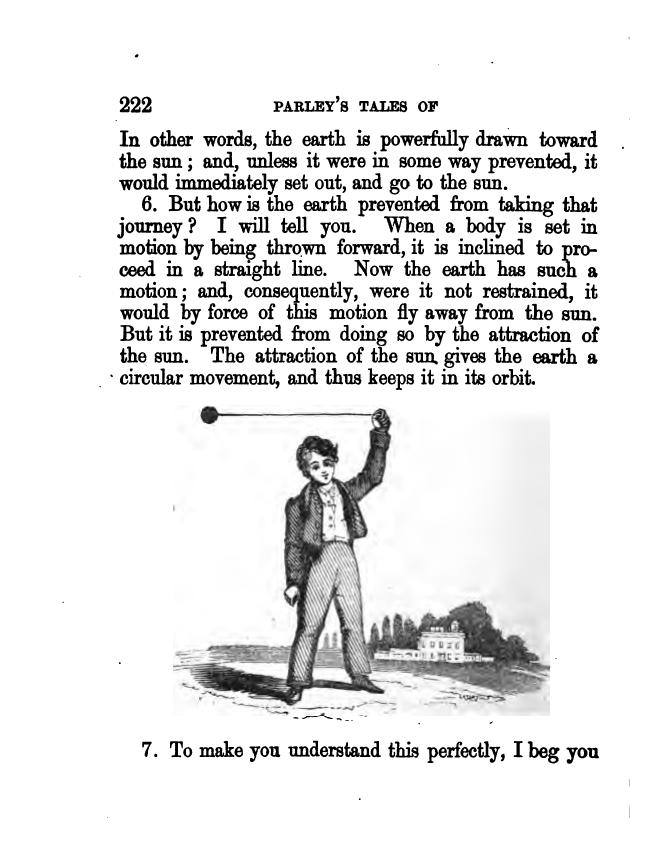 222 PARLEY'S TALES OF
In other words, the earth is powerfully drawn toward
the sun ; and, unless it were in some way prevented, it
would immediately set out, and go to the sun.
6. But how is the earth prevented from taking that
journey ? I will tell you. When a body is set in
motion by being thrown forward, it is inclined to pro-
ceed in a straight line. Now the earth has such a
motion ; and, consequently, were it not restrained, it
would by force of this motion fly away from the sun.
But it is prevented from doing so by the attraction of
the sun. The attraction of the sun gives the earth a
circular movement, and thus keeps it in its orbit.
7. To make you understand this perfectly, I beg you